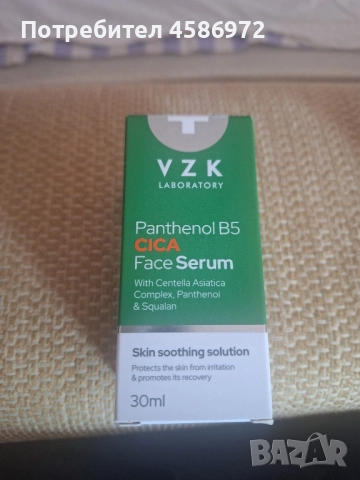 Потребител 4586972
VZK
LABORATORY
Panthenol B5
CICA
Face Serum
With Centella Asiatica
Complex, Panthenol
& Squalan
Skin soothing solution
Protects the skin from irritation
& promotes its recovery
30ml
BAZAR